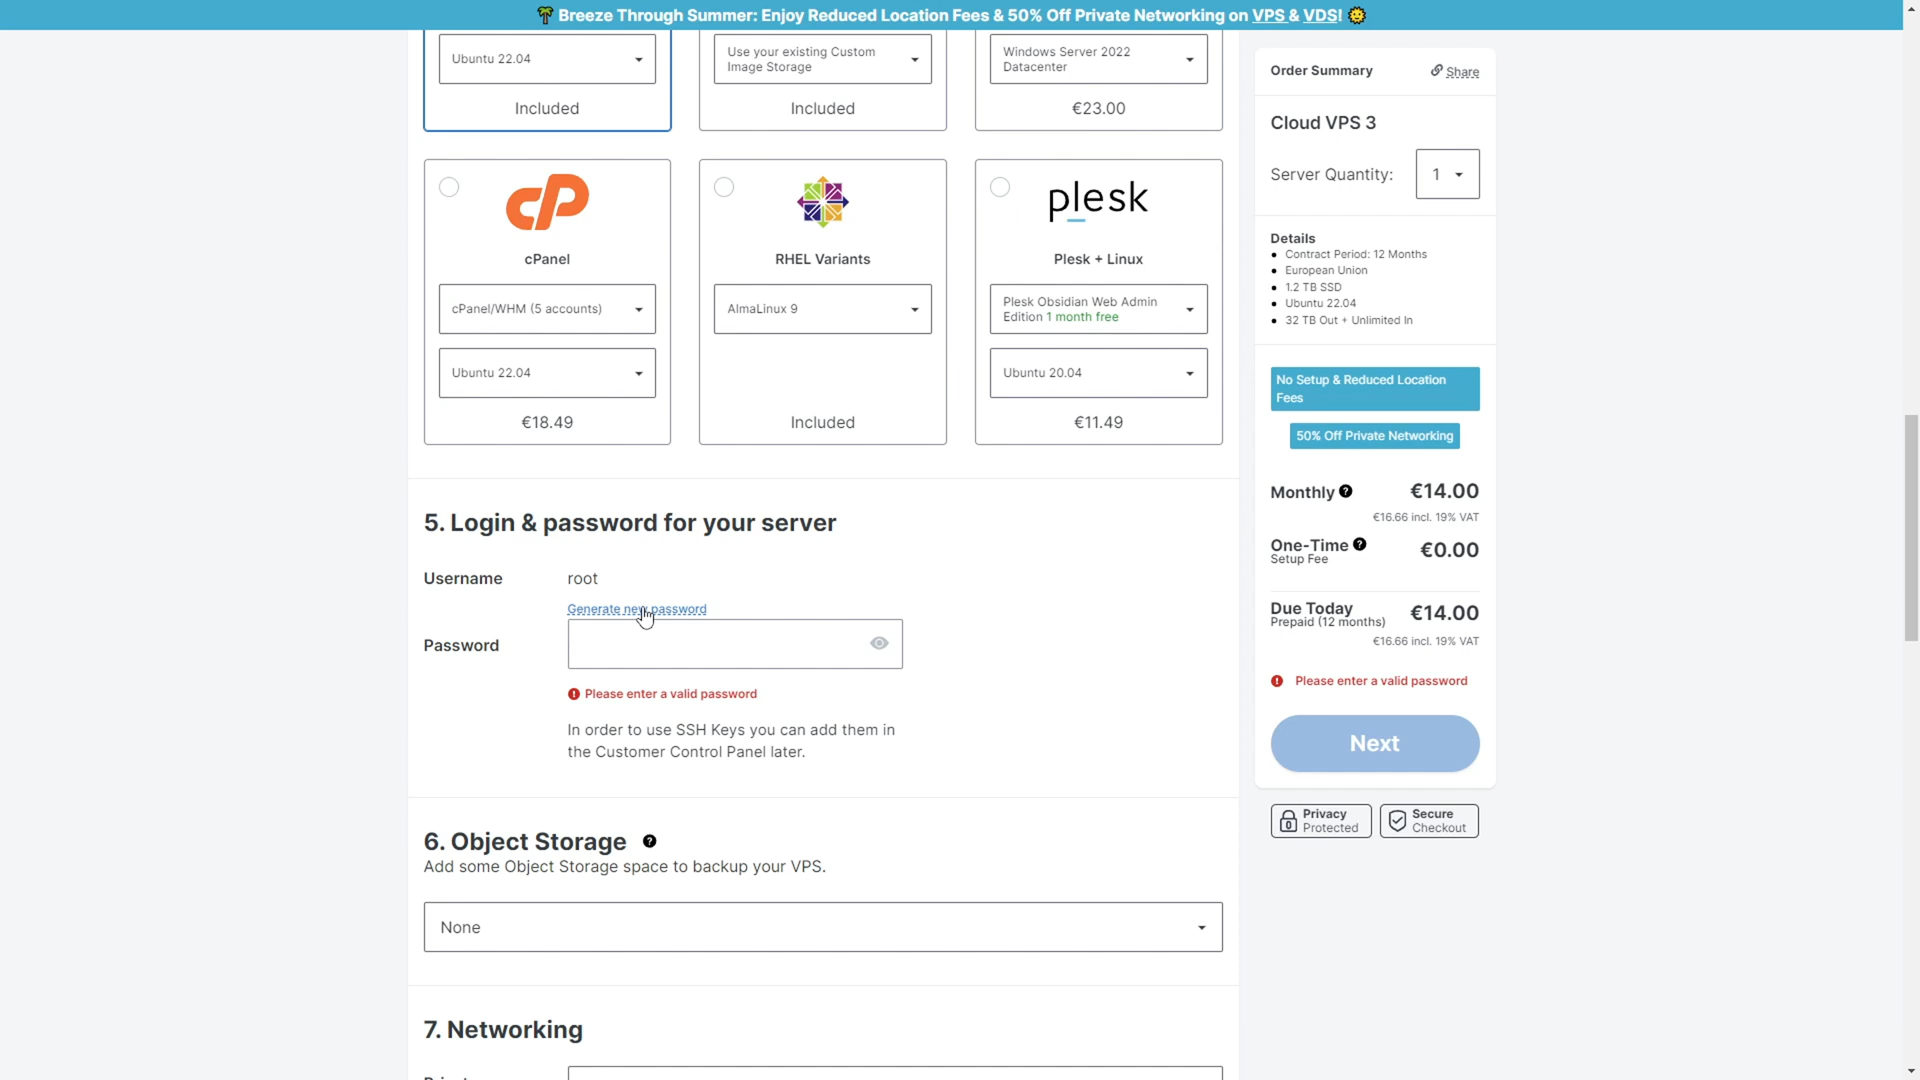 🌴 Breeze Through Summer: Enjoy Reduced Location Fees & 50% Off Private Networking on VPS & VDS! 🌞
Ubuntu 22.04
Included
Use your existing Custom
Image Storage
Included
Windows Server 2022
Datacenter
€23.00
cP
cPanel
cPanel/WHM (5 accounts)
Ubuntu 22.04
€18.49
RHEL Variants
AlmaLinux 9
Included
plesk
Plesk + Linux
Plesk Obsidian Web Admin
Edition 1 month free
Ubuntu 20.04
€11.49
5. Login & password for your server
Username root
Generate new password
Password
Please enter a valid password
In order to use SSH Keys you can add them in
the Customer Control Panel later.
6. Object Storage
Add some Object Storage space to backup your VPS.
None
7. Networking
Order Summary
Share
Cloud VPS 3
Server Quantity: 1
Details
• Contract Period: 12 Months
• European Union
• 1.2 TB SSD
• Ubuntu 22.04
• 32 TB Out + Unlimited In
No Setup & Reduced Location
Fees
50% Off Private Networking
Monthly €14.00
€16.66 incl. 19% VAT
One-Time €0.00
Setup Fee
Due Today €14.00
Prepaid (12 months)
€16.66 incl. 19% VAT
Please enter a valid password
Next
Privacy
Protected
Secure
Checkout